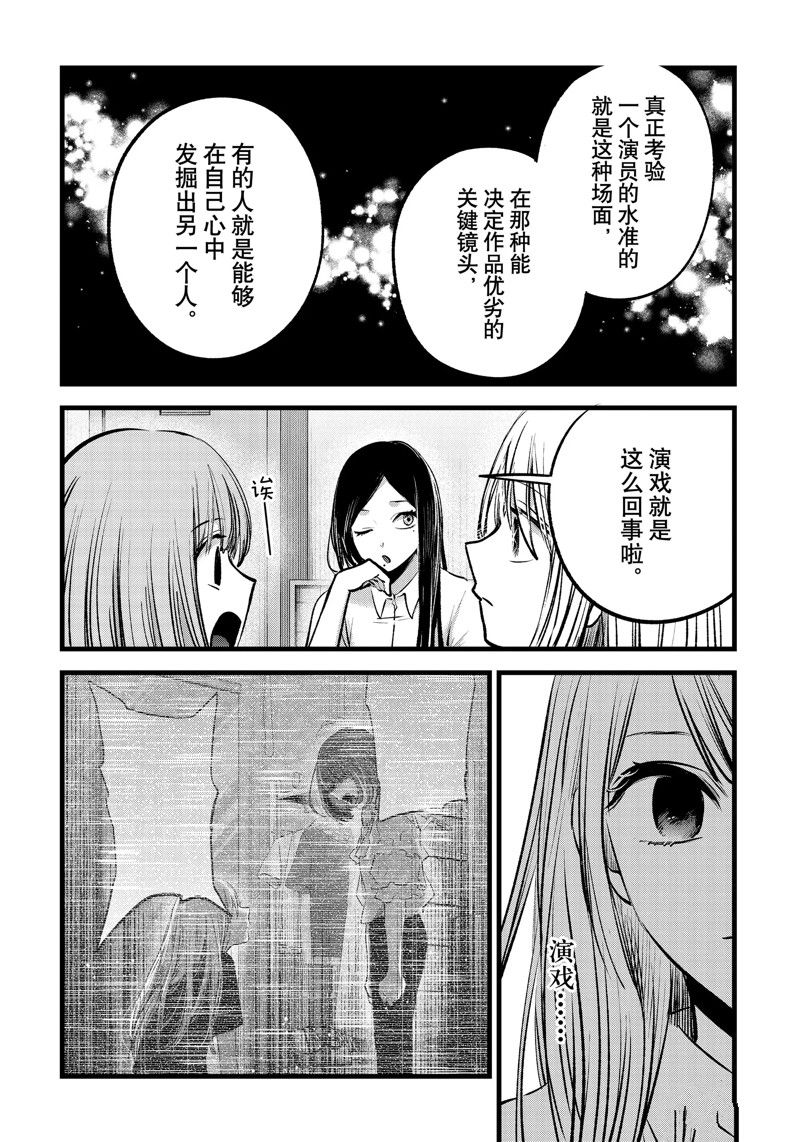 真正考验
一个演员的水准的
就是这种场面，
在那种能
决定作品优劣的
关键镜头，
有的人就是能够
在自己心中
发掘出另一个人。
演戏就是
这么回事啦。
诶
演戏……